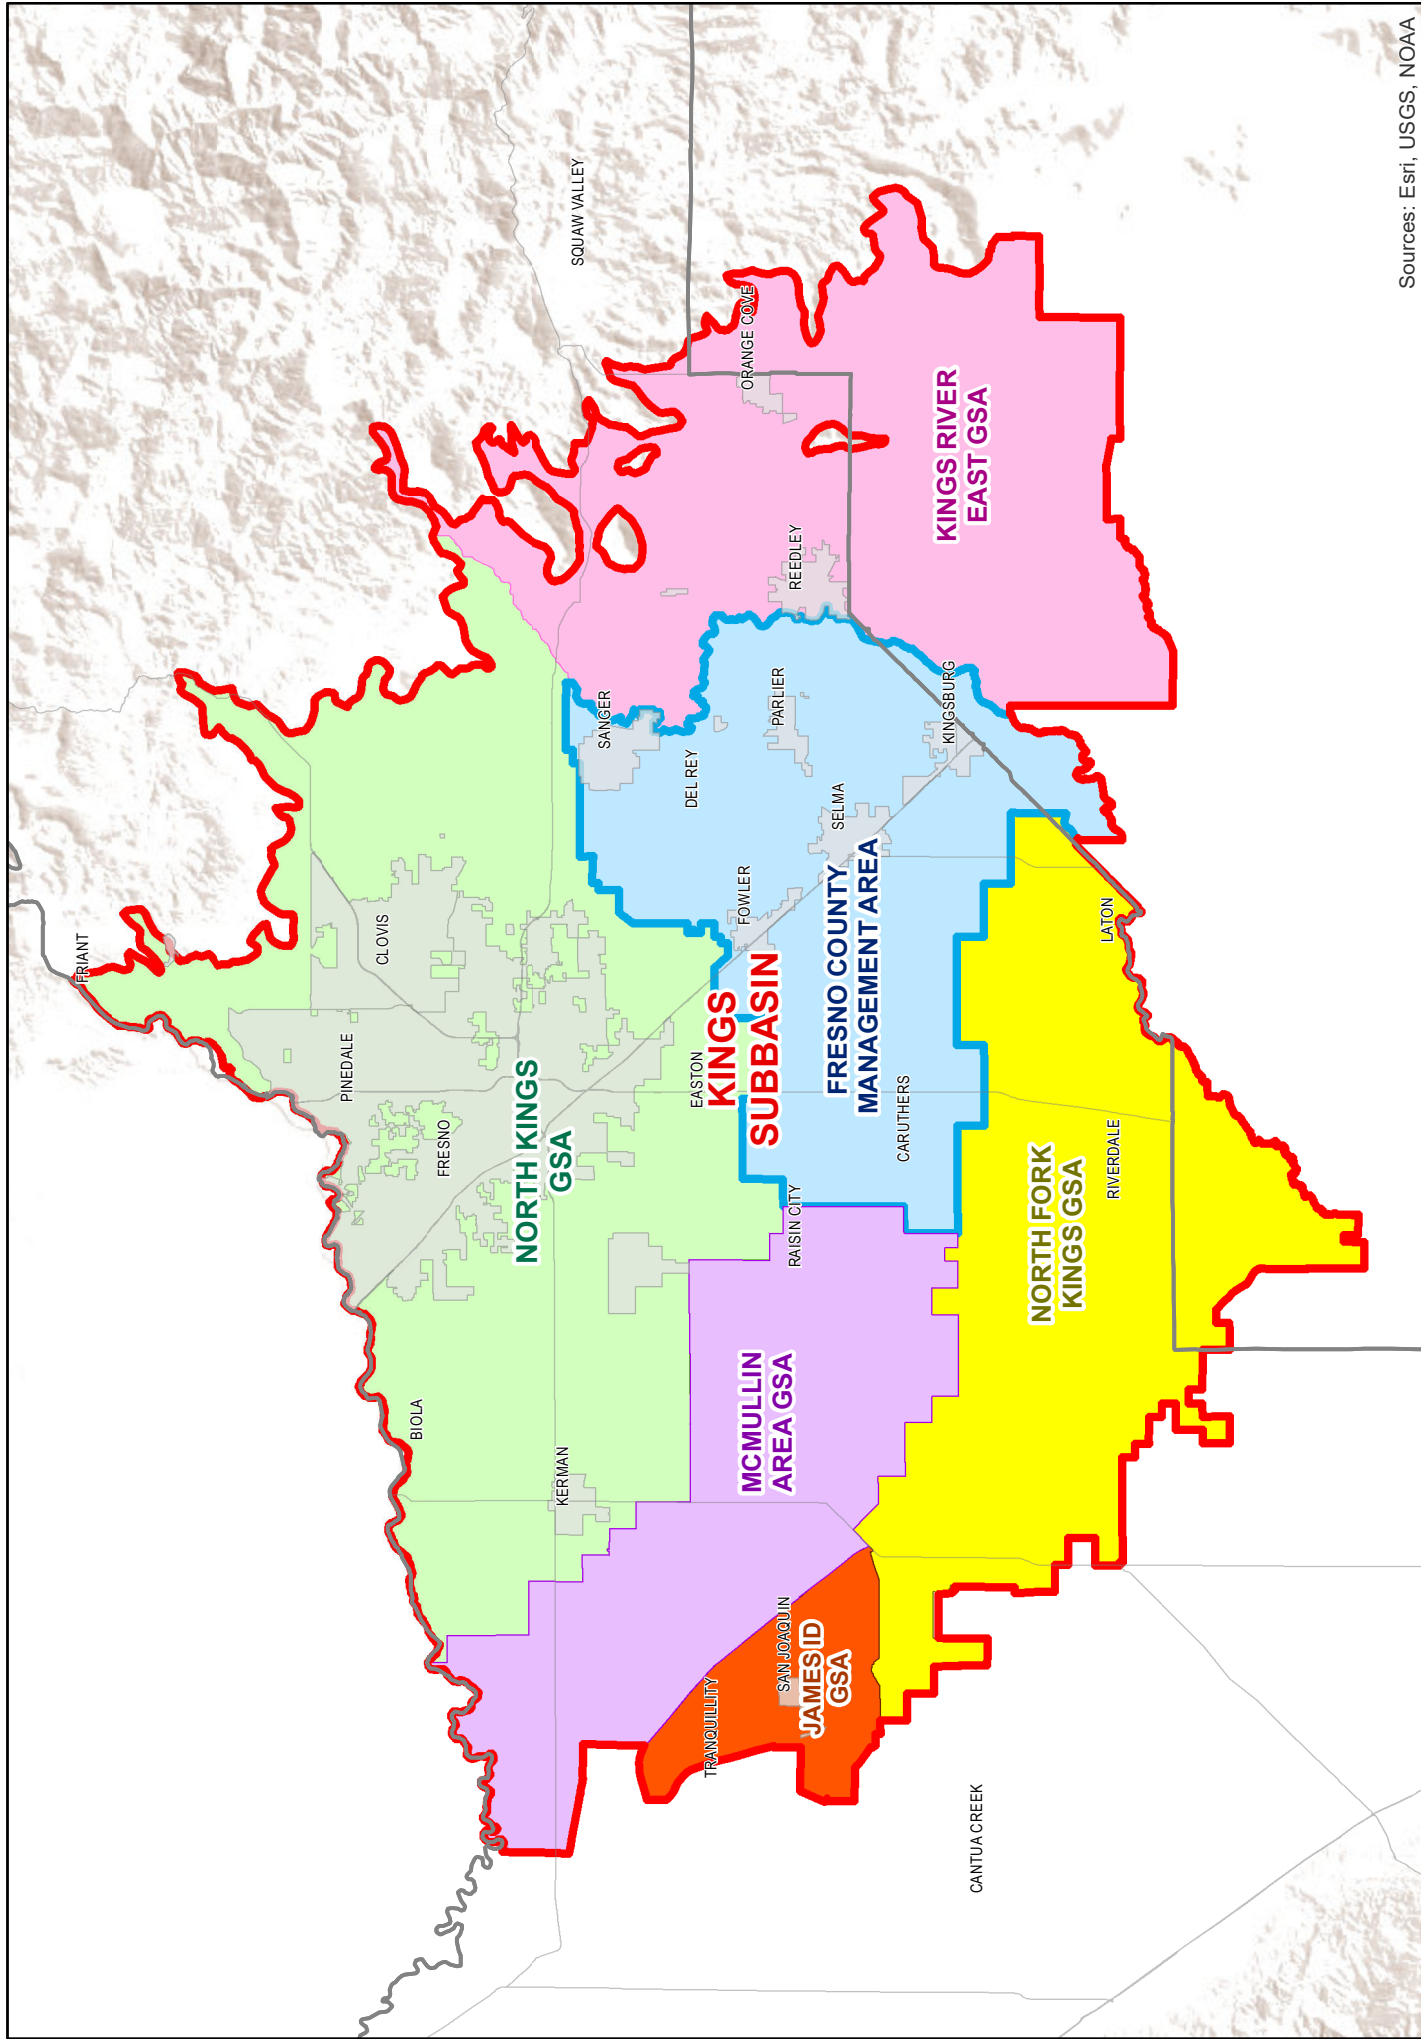 FRIANT
SQUAW VALLEY
PINEDALE
CLOVIS
BIOLA
FRESNO
NORTH KINGS
GSA
KERMAN
SANGER
TRANQUILLITY
EASTON
DEL REY
KINGS
SUBBASIN
ORANGE COVE
FOWLER
MCMULLIN
AREA GSA
SAN JOAQUIN
RAISIN CITY
PARLIER
REEDLEY
JAMES ID
GSA
FRESNO COUNTY
MANAGEMENT AREA
SELMA
CARUTHERS
KINGSBURG
KINGS RIVER
EAST GSA
CANTUA CREEK
NORTH FORK
KINGS GSA
LATON
RIVERDALE
Sources: Esri, USGS, NOAA